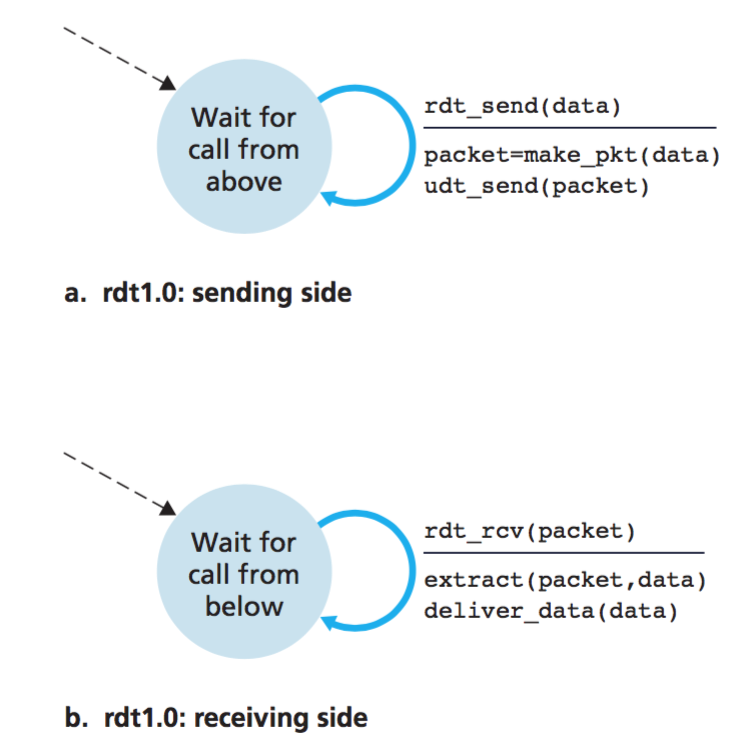 Wait for
call from
above
rdt_send(data)
packet=make_pkt(data)
udt_send(packet)
a. rdt1.0: sending side
Wait for
call from
below
rdt_rcv(packet)
extract(packet,data)
deliver_data(data)
b. rdt1.0: receiving side